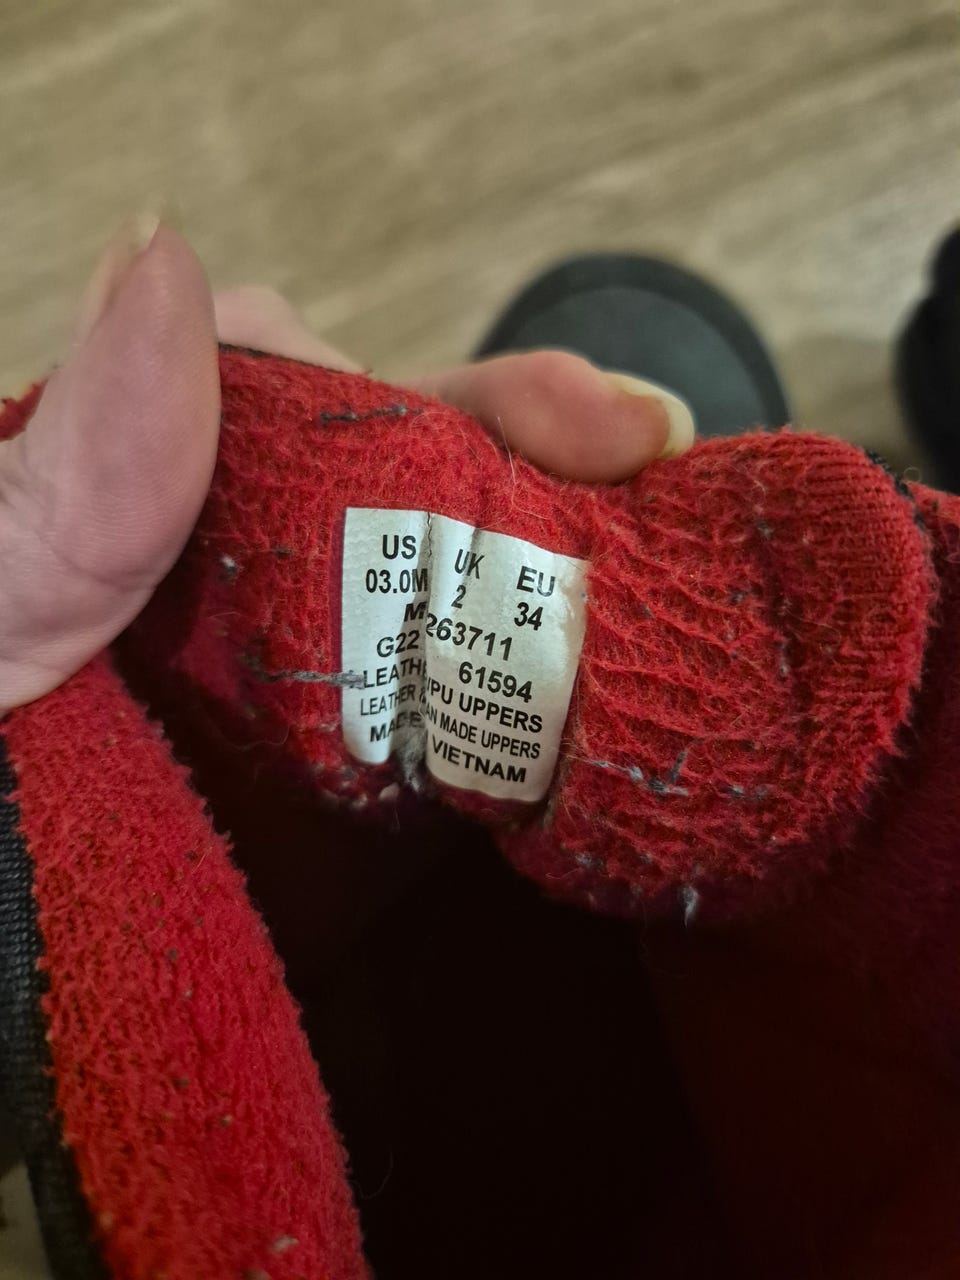 US UK EU
03.0M 2 34
263711
G22 61594
/PU UPPERS
LEATHER MADE UPPERS
VIETNAM